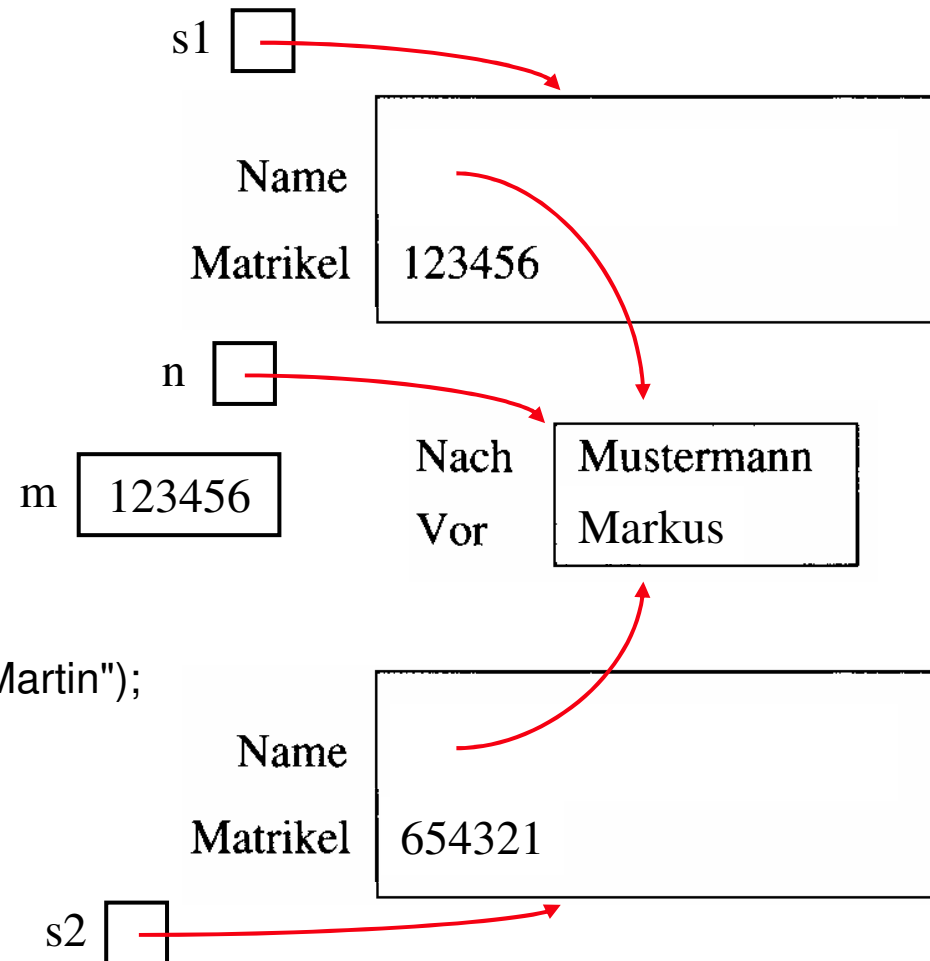 s1
Name
Matrikel 123456
n
Nach Mustermann
m 123456
Vor Markus
Martin");
Name
Matrikel 654321
s2